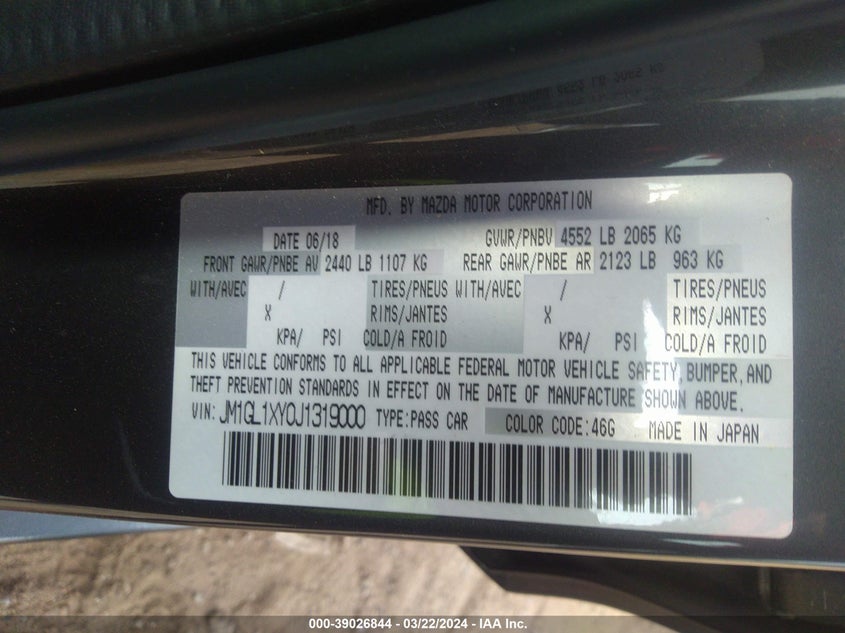 MFD. BY MAZDA MOTOR CORPORATION
DATE 06/18 GVWR/PNBV 4552 LB 2065 KG
FRONT GAWR/PNBE AV 2440 LB 1107 KG REAR GAWR/PNBE AR 2123 LB 963 KG
WITH/AVEC / TIRES/PNEUS WITH/AVEC / TIRES/PNEUS
X RIMS/JANTES X RIMS/JANTES
KPA/ PSI COLD/A FROID KPA/ PSI COLD/A FROID
THIS VEHICLE CONFORMS TO ALL APPLICABLE FEDERAL MOTOR VEHICLE SAFETY, BUMPER, AND
THEFT PREVENTION STANDARDS IN EFFECT ON THE DATE OF MANUFACTURE SHOWN ABOVE.
VIN: JM1GL1XY0J1319000 TYPE:PASS CAR COLOR CODE:46G MADE IN JAPAN
000-39026844 - 03/22/2024 - IAA Inc.